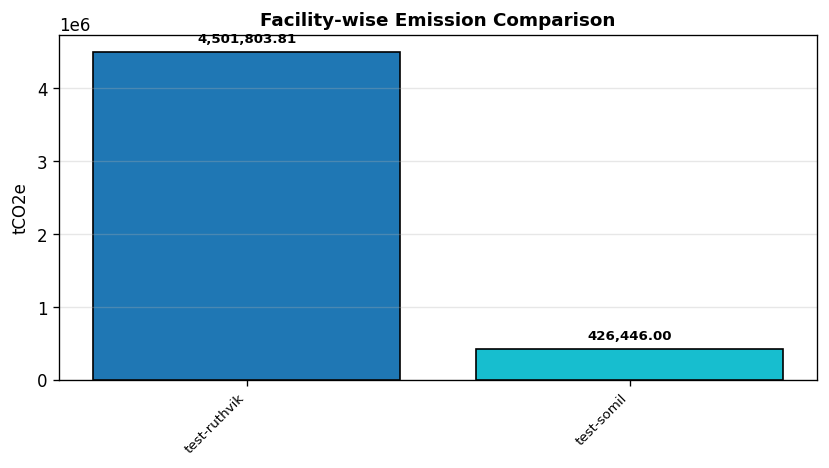 Facility-wise Emission Comparison
1e6
4,501,803.81
4
3
2
1
0
tCO2e
426,446.00
test-ruthvik
test-somil